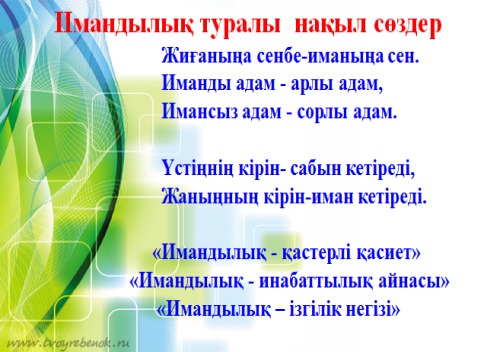 Имандылық туралы нақыл сөздер
Жиғаныңа сенбе-иманыңа сен.
Иманды адам - арлы адам,
Имансыз адам - сорлы адам.
Үстіңнің кірін- сабын кетіреді,
Жаныңның кірін-иман кетіреді.
«Имандылық - қастерлі қасиет»
«Имандылық - инабаттылық айнасы»
«Имандылық – ізгілік негізі»
www.tvoyrebenok.ru